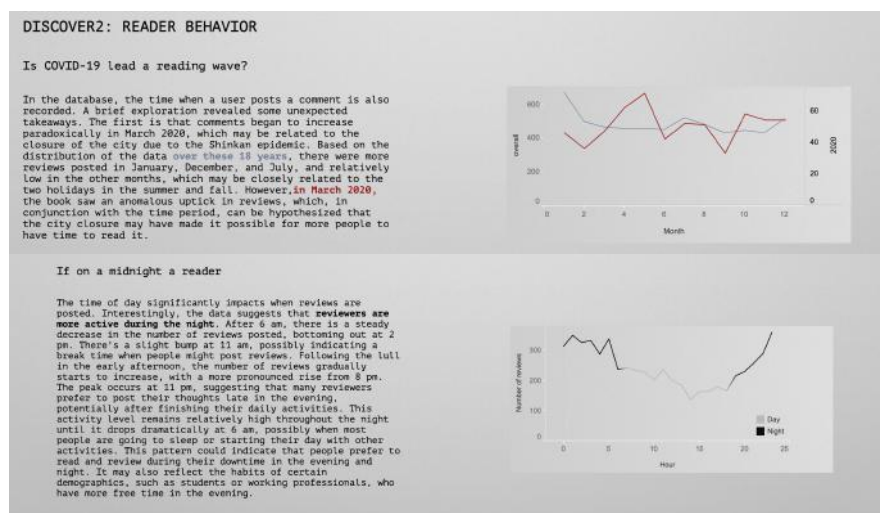 DISCOVER2: READER BEHAVIOR
Is COVID-19 lead a reading wave?
In the database, the time when a user posts a comment is also
recorded. A brief exploration revealed some unexpected
takeaways. The first is that comments began to increase
paradoxically in March 2020, which may be related to the
closure of the city due to the Shinkan epidemic. Based on the
distribution of the data over these 18 years, there were more
reviews posted in January, December, and July, and relatively
low in the other months, which may be closely related to the
two holidays in the summer and fall. However,in March 2020,
the book saw an anomalous uptick in reviews, which, in
conjunction with the time period, can be hypothesized that
the city closure may have made it possible for more people to
have time to read it.
600
400
200
0
overall
60
40
20
0
2020
0 2 4 6 8 10 12
Month
If on a midnight a reader
The time of day significantly impacts when reviews are
posted. Interestingly, the data suggests that reviewers are
more active during the night. After 6 am, there is a steady
decrease in the number of reviews posted, bottoming out at 2
pm. There's a slight bump at 11 am, possibly indicating a
break time when people might post reviews. Following the lull
in the early afternoon, the number of reviews gradually
starts to increase, with a more pronounced rise from 8 pm.
The peak occurs at 11 pm, suggesting that many reviewers
prefer to post their thoughts late in the evening,
potentially after finishing their daily activities. This
activity level remains relatively high throughout the night
until it drops dramatically at 6 am, possibly when most
people are going to sleep or starting their day with other
activities. This pattern could indicate that people prefer to
read and review during their downtime in the evening and
night. It may also reflect the habits of certain
demographics, such as students or working professionals, who
have more free time in the evening.
300
200
100
0
Number of reviews
Day
Night
0 5 10 15 20 25
Hour